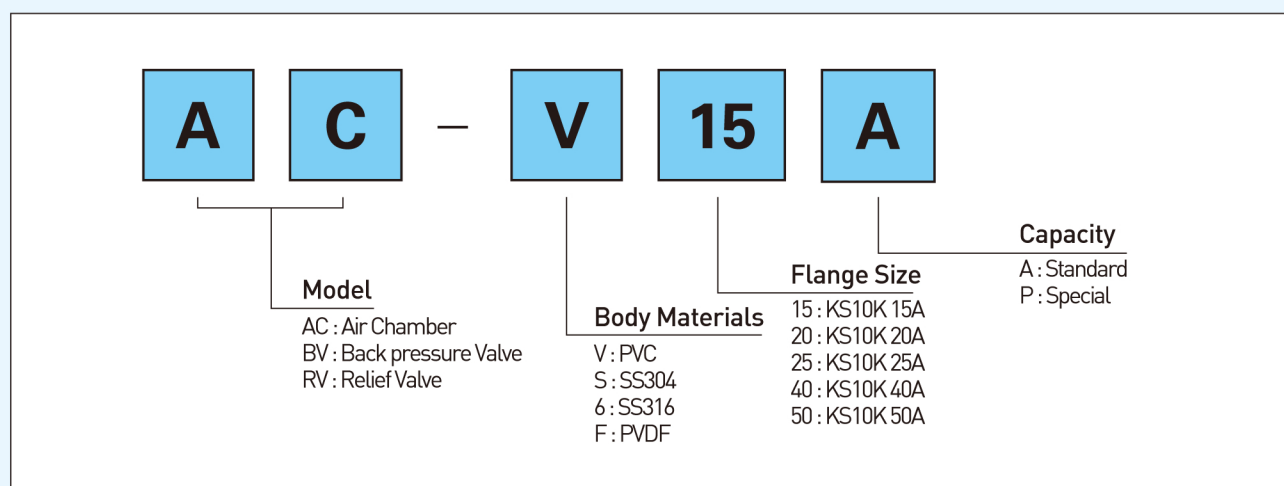 A C – V 15 A
Model
AC : Air Chamber
BV : Back pressure Valve
RV : Relief Valve
Body Materials
V : PVC
S : SS304
6 : SS316
F : PVDF
Flange Size
15 : KS10K 15A
20 : KS10K 20A
25 : KS10K 25A
40 : KS10K 40A
50 : KS10K 50A
Capacity
A : Standard
P : Special